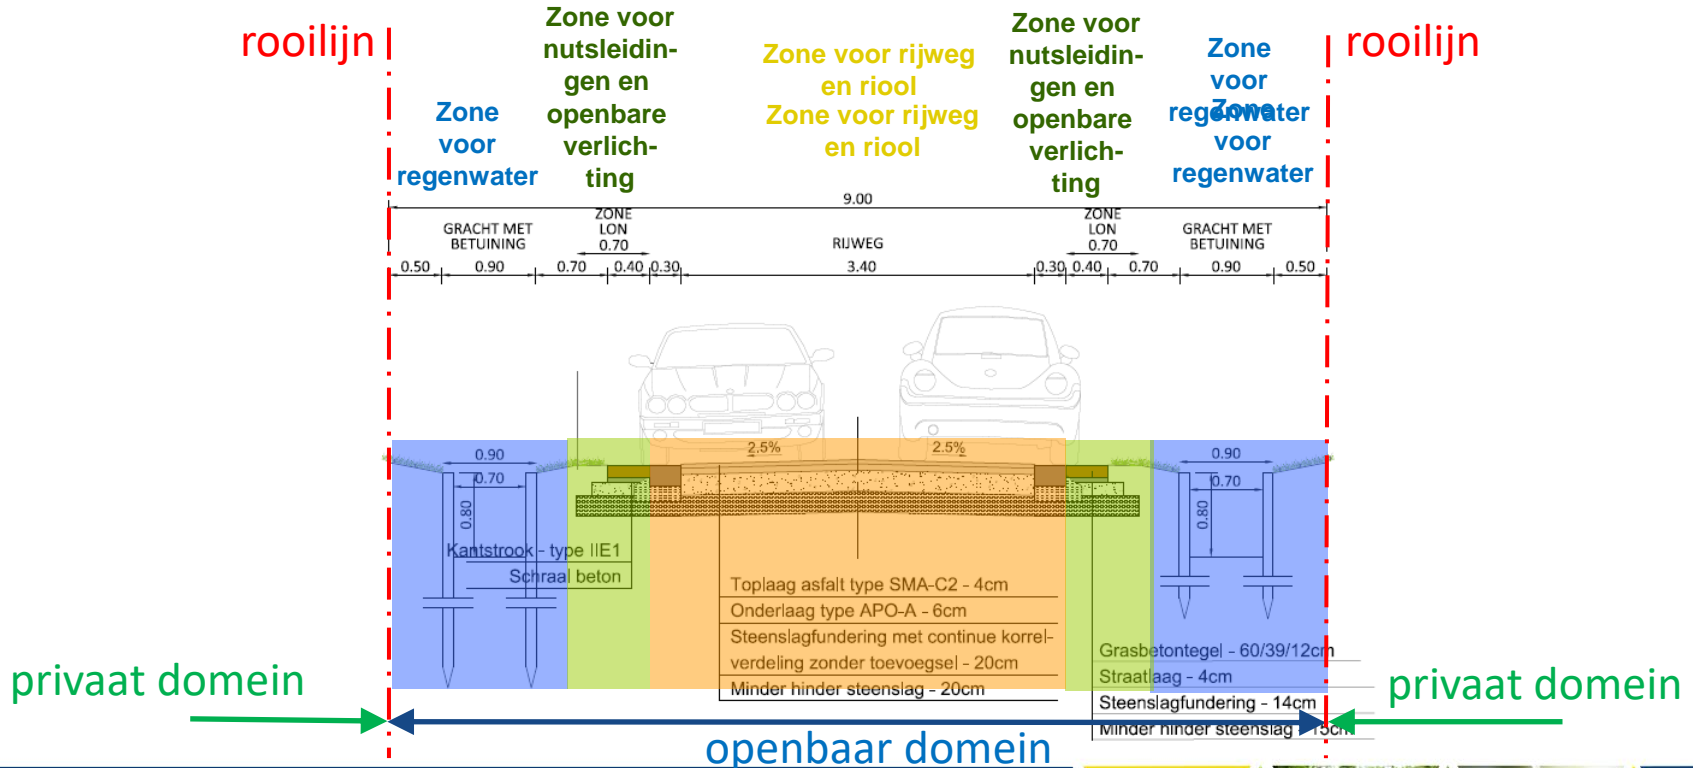 rooilijn
Zone voor
nutsleidin-
gen en
openbare
verlich-
ting
Zone voor rijweg
en riool
Zone voor rijweg
en riool
Zone voor
nutsleidin-
gen en
openbare
verlich-
ting
Zone
voor
regenwater
Zone
voor
regenwater
rooilijn
Zone
voor
regenwater
9.00
GRACHT MET
BETUINING
ZONE
LON
0.70
RIJWEG
ZONE
LON
0.70
GRACHT MET
BETUINING
0.50 0.90 0.70 0.40 0.30 3.40 0.30 0.40 0.70 0.90 0.50
2.5% 2.5%
0.90
0.70
0.80
0.90
0.70
0.80
Kantstrook - type IIE1
Schraal beton
Toplaag asfalt type SMA-C2 - 4cm
Onderlaag type APO-A - 6cm
Steenslagfundering met continue korrel-
verdeling zonder toevoegsel - 20cm
Minder hinder steenslag - 20cm
Grasbetontegel - 60/39/12cm
Straatlaag - 4cm
Steenslagfundering - 14cm
Minder hinder steenslag - 15cm
privaat domein
privaat domein
openbaar domein